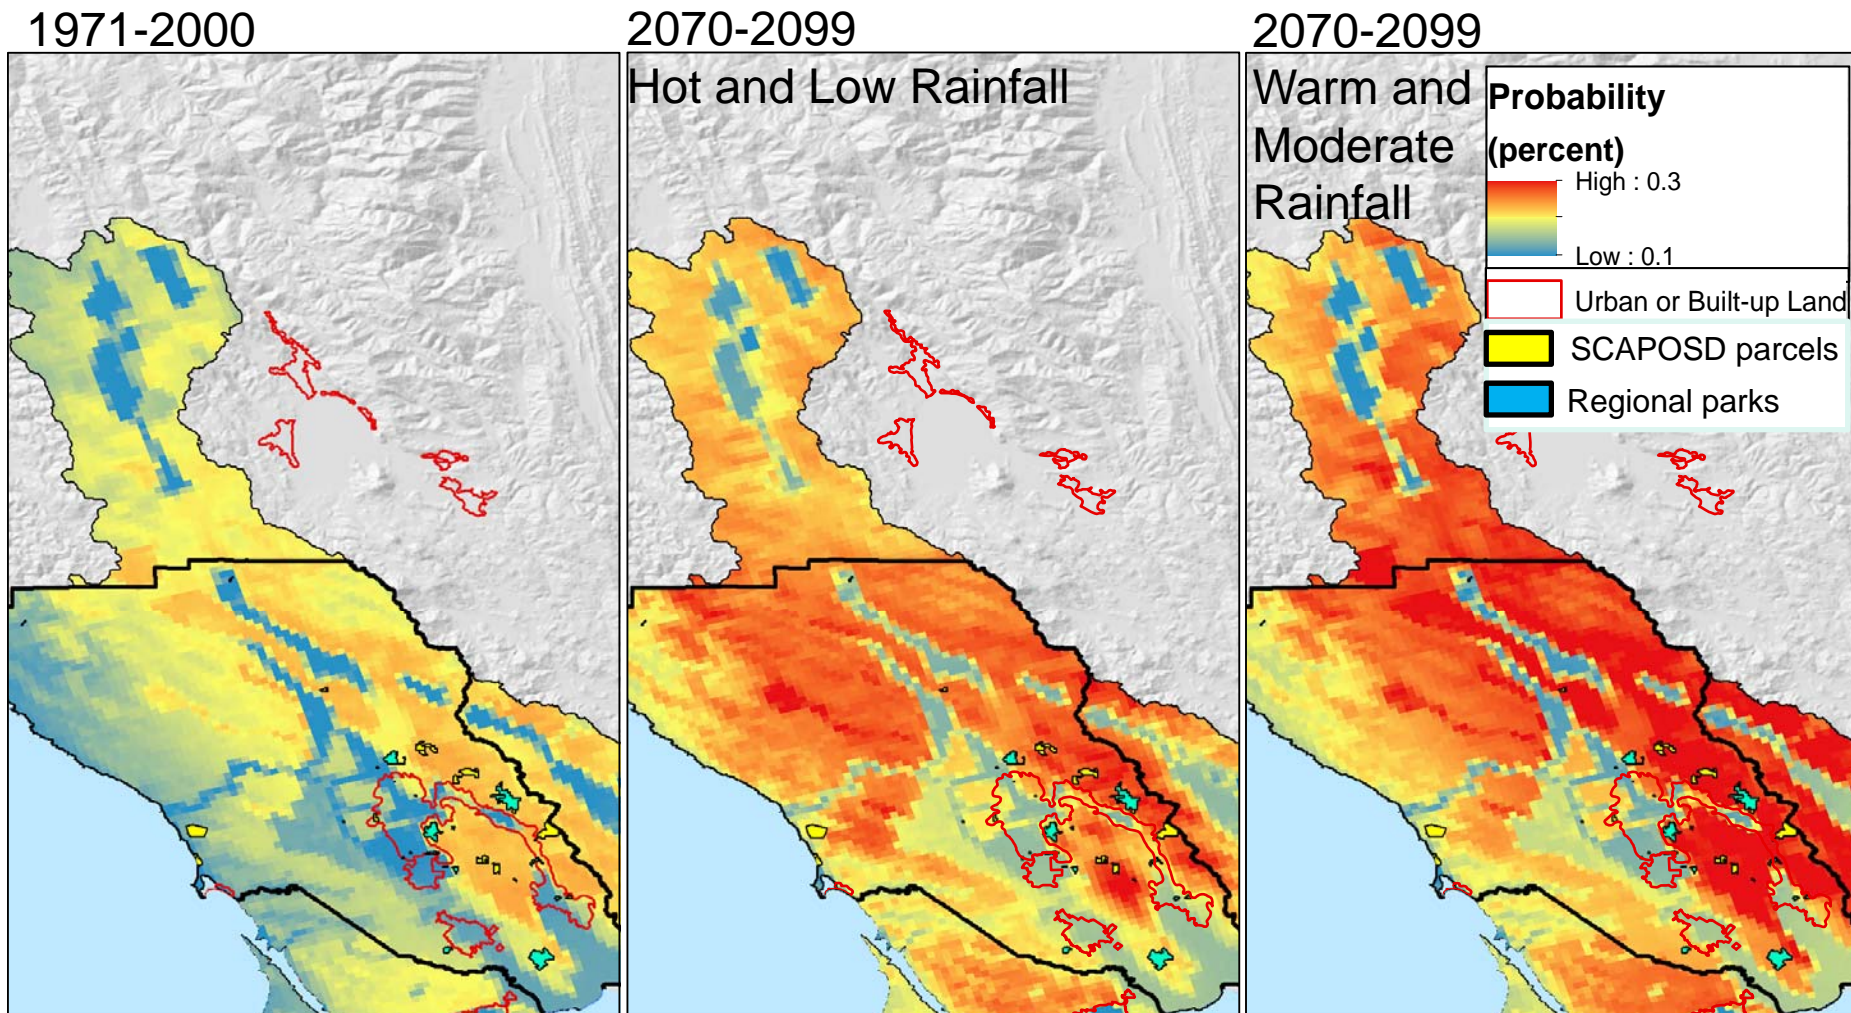 1971-2000
2070-2099
Hot and Low Rainfall
2070-2099
Warm and
Moderate
Rainfall
Probability
(percent)
High : 0.3
Low : 0.1
Urban or Built-up Land
SCAPOSD parcels
Regional parks